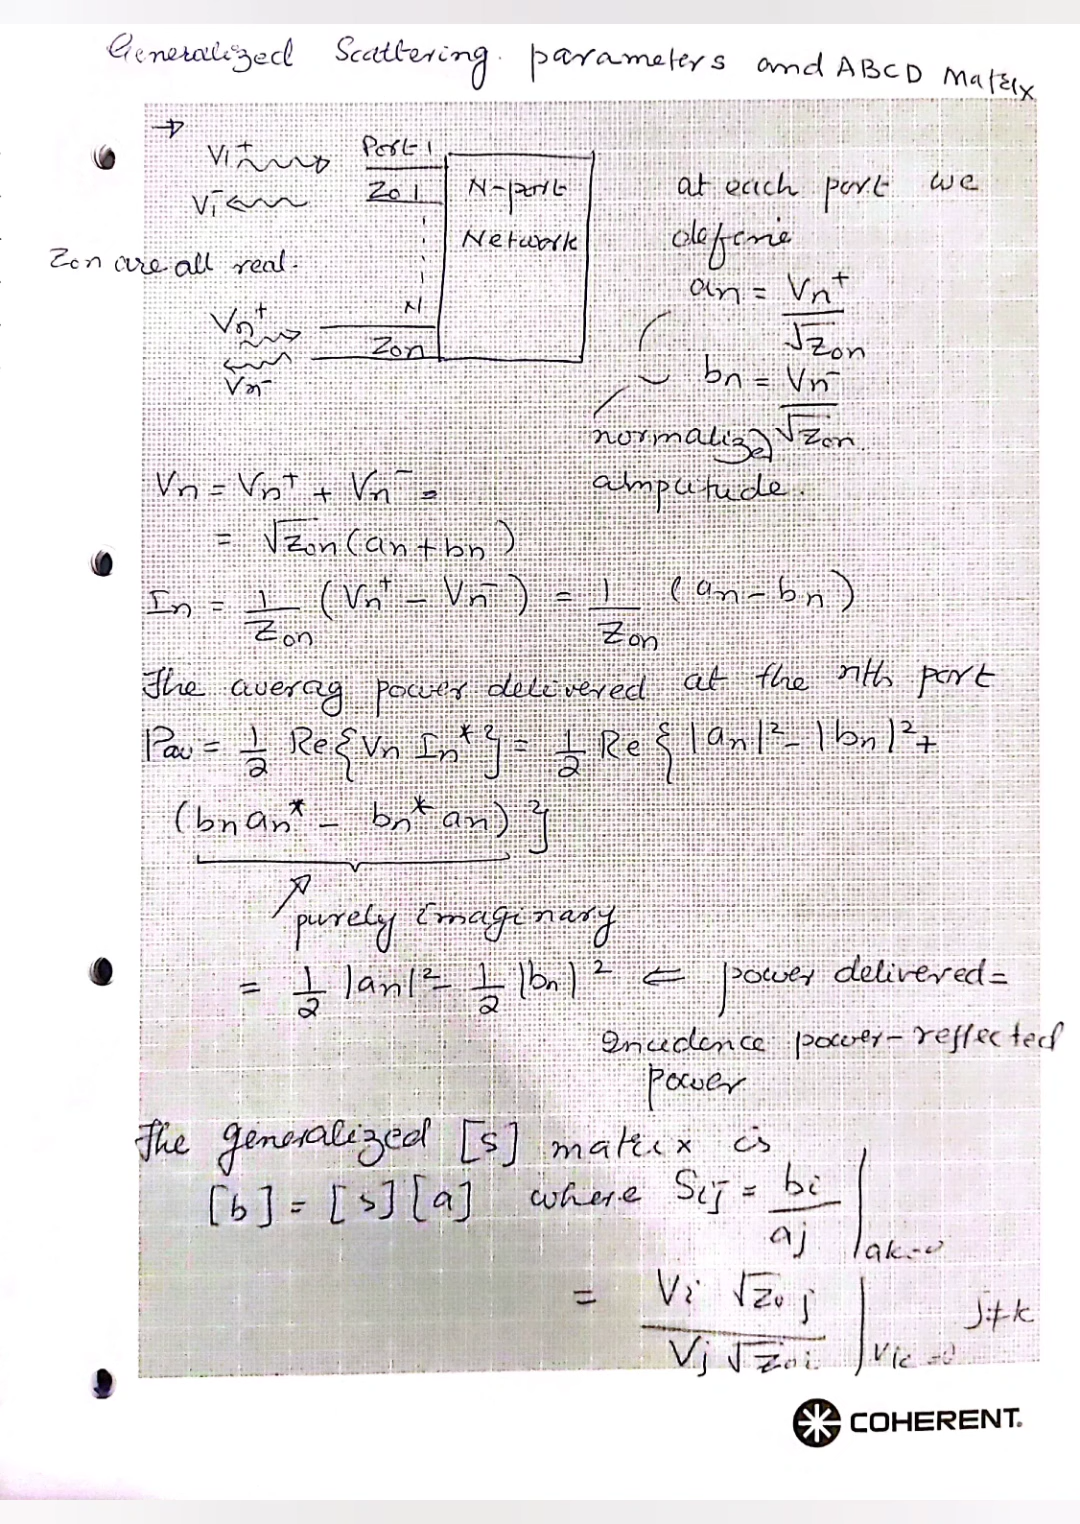 Generalized Scattering parameters and ABCD Matrix
→
V1+ Port 1
V1- Zo1 N-port at each port we
Network define
Zon are all real.
an = Vn+ / √Zon
Vn+ N
Zon
Vn-
bn = Vn- / √Zon
normalized
ampitude.
Vn = Vn+ + Vn- =
= √Zon (an + bn)
In = 1/Zon (Vn+ - Vn-) = 1/Zon (an - bn)
The averag power delivered at the nth port
Pav = 1/2 Re{Vn In*} = 1/2 Re{|an|² - |bn|² +
(bn an* - bn* an)}
purely imaginary
= 1/2 |an|² - 1/2 |bn|² ⇐ power delivered =
Incidence power - reflected
power
The generalized [s] matrix is
[b] = [s][a] where Sij = bi / aj | ak=0
= Vi √Zoj / Vj √Zoi | Vk=0 j≠k
COHERENT.